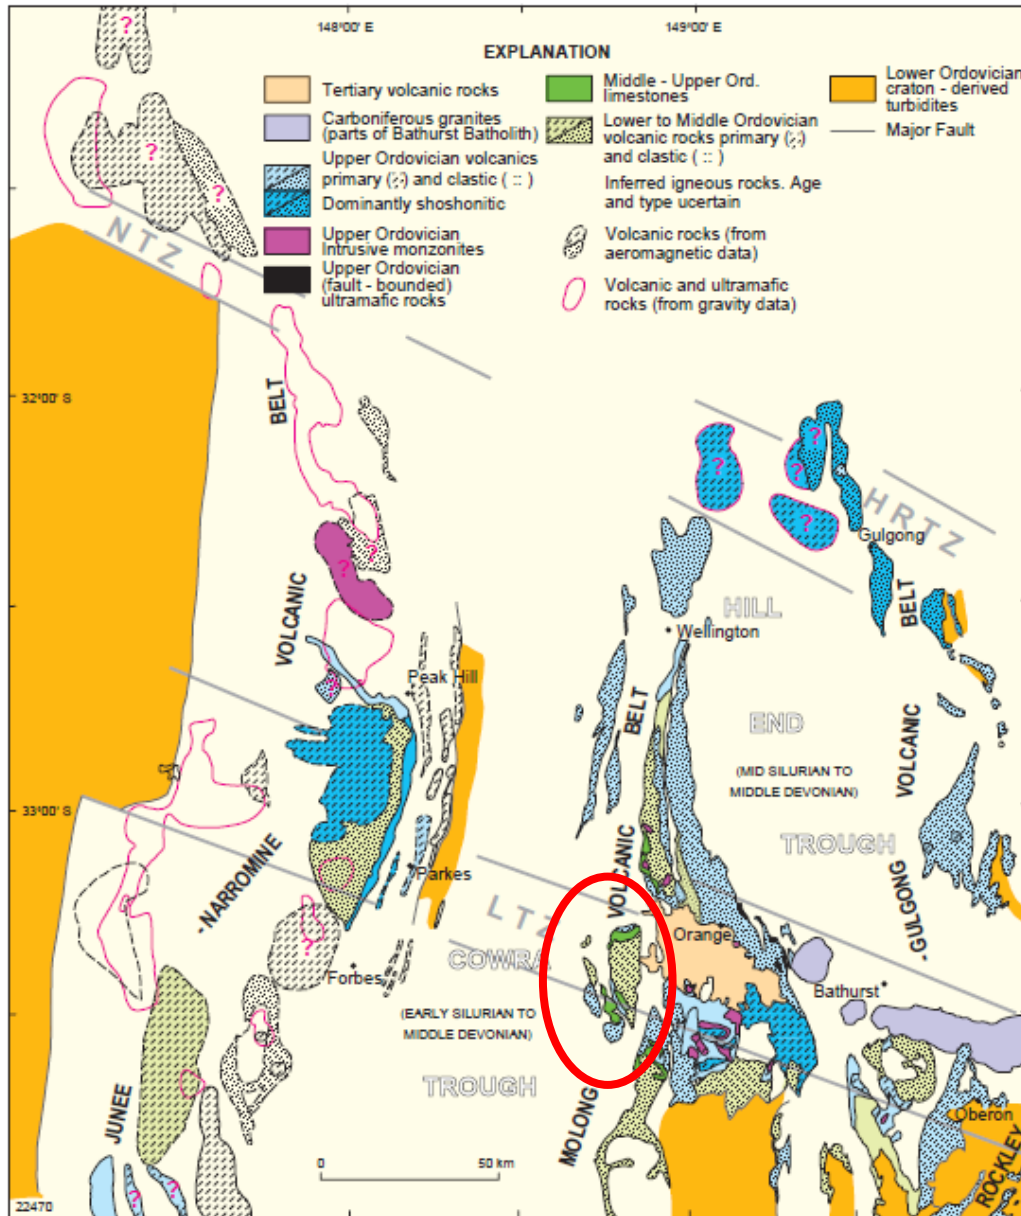 148°00' E
149°00' E
EXPLANATION
Tertiary volcanic rocks
Carboniferous granites
(parts of Bathurst Batholith)
Upper Ordovician volcanics
primary ( ) and clastic ( :: )
Dominantly shoshonitic
Upper Ordovician
Intrusive monzonites
Upper Ordovician
(fault - bounded)
ultramafic rocks
Middle - Upper Ord.
limestones
Lower to Middle Ordovician
volcanic rocks primary ( )
and clastic ( :: )
Inferred igneous rocks. Age
and type ucertain
Volcanic rocks (from
aeromagnetic data)
Volcanic and ultramafic
rocks (from gravity data)
Lower Ordovician
craton - derived
turbidites
Major Fault
?
?
?
NTZ
32°00' S
BELT
?
?
?
?
HRTZ
Gulgong
?
?
VOLCANIC
HILL
BELT
Wellington
Peak Hill
?
BELT
END
VOLCANIC
(MID SILURIAN TO
MIDDLE DEVONIAN)
33°00' S
TROUGH
- NARROMINE
Parkes
VOLCANIC
- GULGONG
LTZ
Orange
?
COWRA
Forbes
Bathurst
(EARLY SILURIAN TO
MIDDLE DEVONIAN)
TROUGH
JUNEE
MOLONG
Oberon
ROCKLEY
0
50 km
?
?
22470